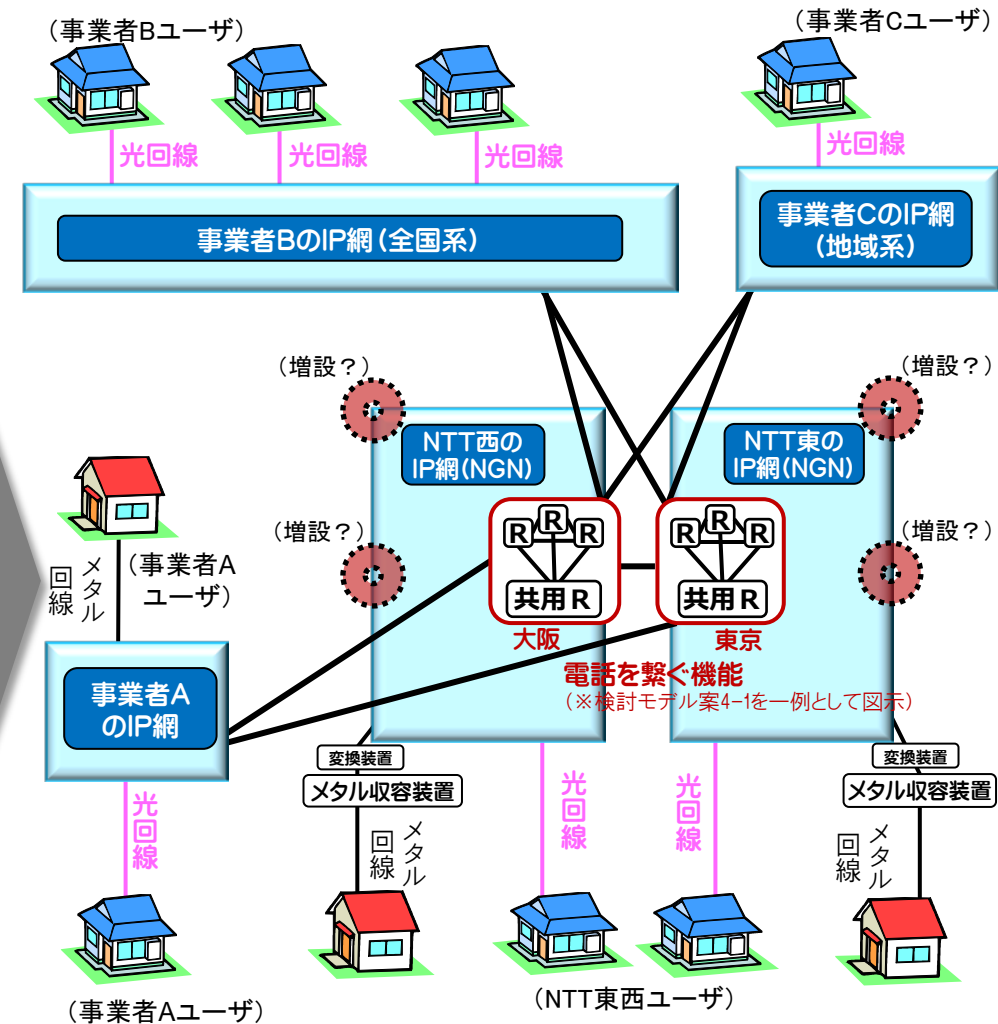 (事業者Bユーザ)
(事業者Cユーザ)
光回線
光回線
光回線
光回線
事業者BのIP網(全国系)
事業者CのIP網
(地域系)
(増設?)
(増設?)
NTT西の
IP網(NGN)
NTT東の
IP網(NGN)
(増設?)
(増設?)
R
R
R
共用R
R
R
R
共用R
大阪
東京
メタル
回線
(事業者A
ユーザ)
電話を繋ぐ機能
(※検討モデル案4-1を一例として図示)
事業者A
のIP網
変換装置
メタル収容装置
変換装置
メタル収容装置
光回線
メタル
回線
光回線
光回線
メタル
回線
(事業者Aユーザ)
(NTT東西ユーザ)